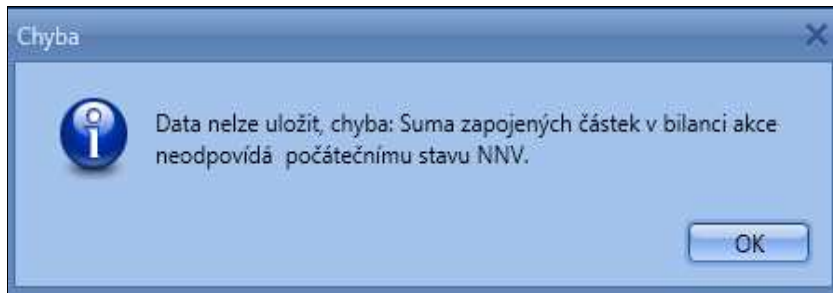 Chyba
Data nelze uložit, chyba: Suma zapojených částek v bilanci akce
neodpovídá  počátečnímu stavu NNV.
OK